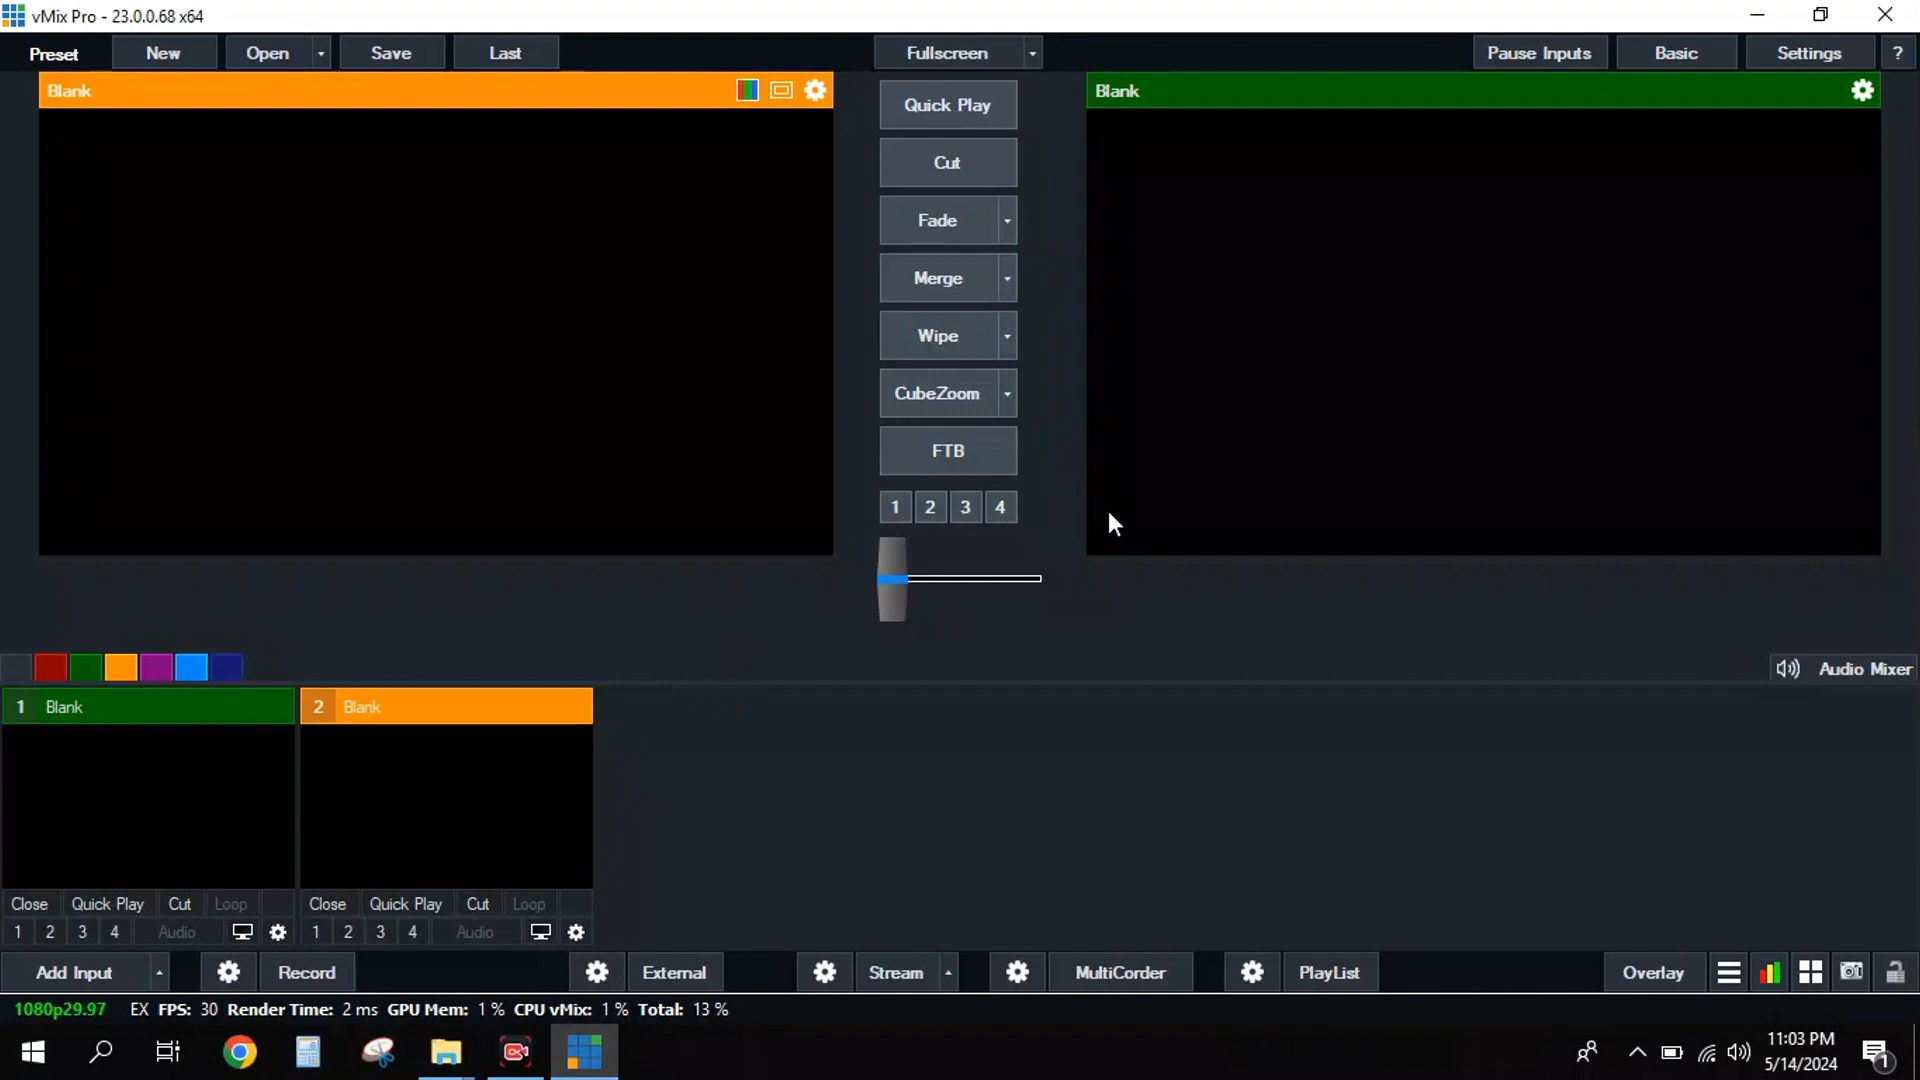 vMix Pro - 23.0.0.68 x64
Preset New Open Save Last Fullscreen Pause Inputs Basic Settings ?
Blank
Blank
Quick Play
Cut
Fade
Merge
Wipe
CubeZoom
FTB
1 2 3 4
Audio Mixer
1 Blank
2 Blank
Close Quick Play Cut Loop
Close Quick Play Cut Loop
1 2 3 4 Audio
1 2 3 4 Audio
Add Input Record External Stream MultiCorder PlayList Overlay
1080p29.97 EX FPS: 30 Render Time: 2 ms GPU Mem: 1 % CPU vMix: 1 % Total: 13 %
11:03 PM
5/14/2024
1